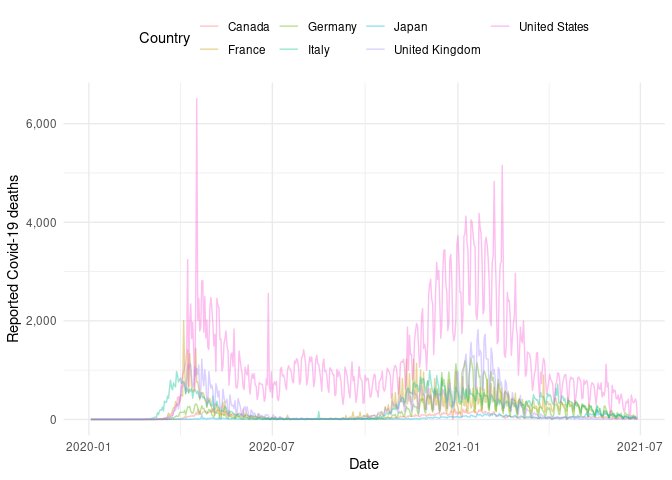 Country
Canada
Germany
Japan
United States
France
Italy
United Kingdom
Reported Covid-19 deaths
6,000
4,000
2,000
0
2020-01
2020-07
2021-01
2021-07
Date